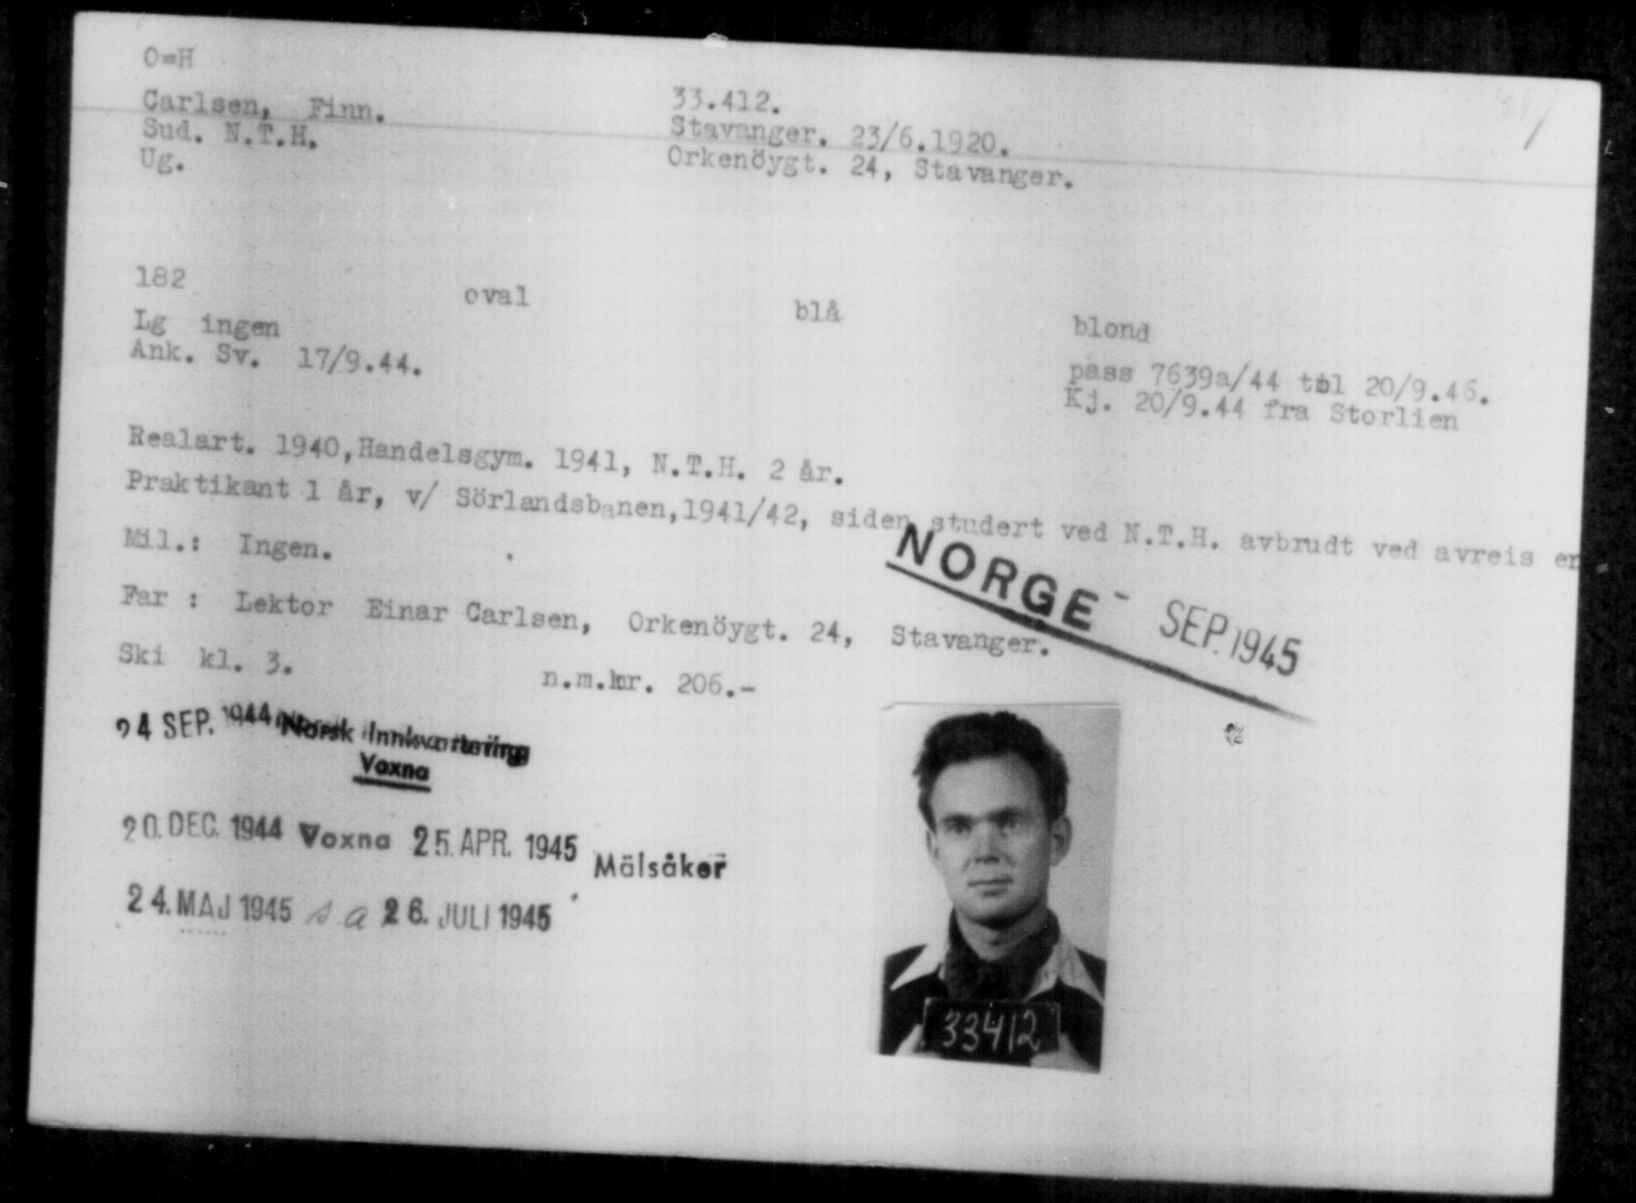 O=H
Carlsen, Finn. 33.412.
Sud. N.T.H. Stavanger. 23/6.1920.
Ug. Orkenöygt. 24, Stavanger.
182 oval blå blond
Lg ingen pass 7639a/44 til 20/9.46.
Ank. Sv. 17/9.44. Kj. 20/9.44 fra Storlien
Realart. 1940,Handelsgym. 1941, N.T.H. 2 år.
Praktikant 1 år, v/ Sörlandsbanen,1941/42, siden studert ved N.T.H. avbrudt ved avreis en
Mil.: Ingen.
NORGE - SEP. 1945
Far : Lektor Einar Carlsen, Orkenöygt. 24, Stavanger.
Ski kl. 3. n.m.kr. 206.-
24 SEP. 1944 Norsk Innkvartering
Voxna
20. DEC. 1944 Voxna 25. APR. 1945 Mälsåker
24. MAJ 1945 s a 26. JULI 1945
33412